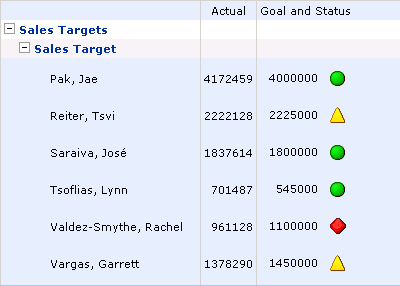 Actual Goal and Status
Sales Targets
Sales Target
Pak, Jae 4172459 4000000
Reiter, Tsvi 2222128 2225000
Saraiva, José 1837614 1800000
Tsoflias, Lynn 701487 545000
Valdez-Smythe, Rachel 961128 1100000
Vargas, Garrett 1378290 1450000